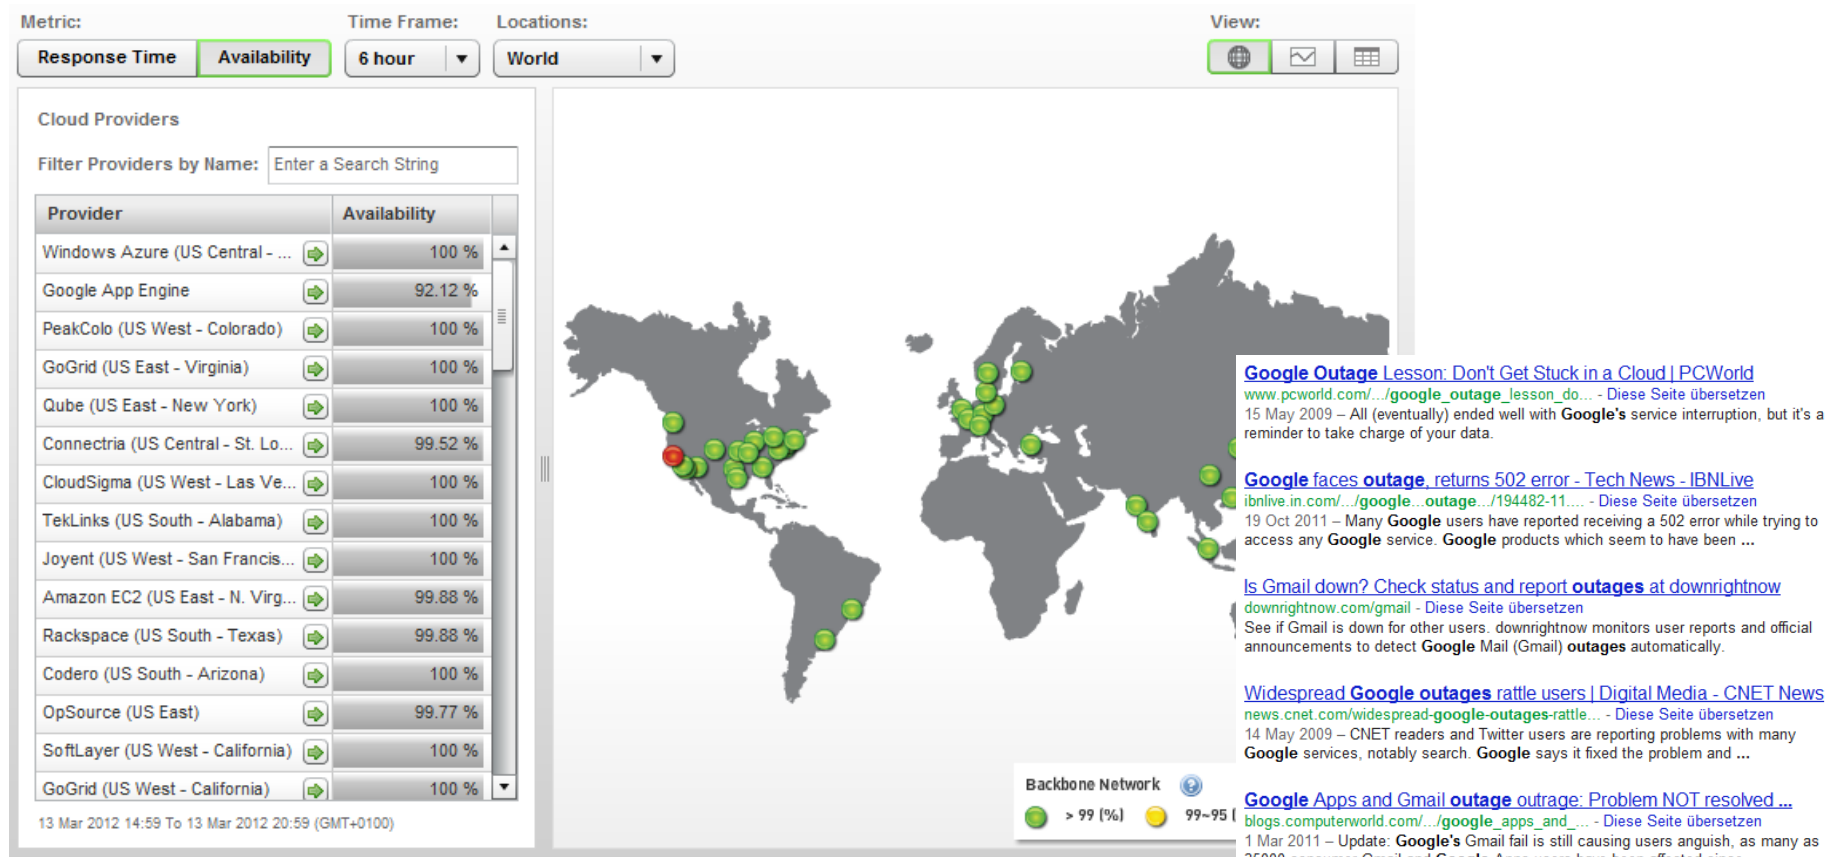 Metric:
Time Frame:
Locations:
View:
Response Time
Availability
6 hour
World
Cloud Providers
Filter Providers by Name:
Enter a Search String
Provider Availability
Windows Azure (US Central - ... 100 %
Google App Engine 92.12 %
PeakColo (US West - Colorado) 100 %
GoGrid (US East - Virginia) 100 %
Qube (US East - New York) 100 %
Connectria (US Central - St. Lo... 99.52 %
CloudSigma (US West - Las Ve... 100 %
TekLinks (US South - Alabama) 100 %
Joyent (US West - San Francis... 100 %
Amazon EC2 (US East - N. Virg... 99.88 %
Rackspace (US South - Texas) 99.88 %
Codero (US South - Arizona) 100 %
OpSource (US East) 99.77 %
SoftLayer (US West - California) 100 %
GoGrid (US West - California) 100 %
13 Mar 2012 14:59 To 13 Mar 2012 20:59 (GMT+0100)
Backbone Network ?
> 99 (%) 99~95 (
Google Outage Lesson: Don't Get Stuck in a Cloud | PCWorld
www.pcworld.com/.../google_outage_lesson_do... - Diese Seite übersetzen
15 May 2009 – All (eventually) ended well with Google's service interruption, but it's a
reminder to take charge of your data.
Google faces outage, returns 502 error - Tech News - IBNLive
ibnlive.in.com/.../google...outage.../194482-11.... - Diese Seite übersetzen
19 Oct 2011 – Many Google users have reported receiving a 502 error while trying to
access any Google service. Google products which seem to have been ...
Is Gmail down? Check status and report outages at downrightnow
downrightnow.com/gmail - Diese Seite übersetzen
See if Gmail is down for other users. downrightnow monitors user reports and official
announcements to detect Google Mail (Gmail) outages automatically.
Widespread Google outages rattle users | Digital Media - CNET News
news.cnet.com/widespread-google-outages-rattle... - Diese Seite übersetzen
14 May 2009 – CNET readers and Twitter users are reporting problems with many
Google services, notably search. Google says it fixed the problem and ...
Google Apps and Gmail outage outrage: Problem NOT resolved ...
blogs.computerworld.com/.../google_apps_and_... - Diese Seite übersetzen
1 Mar 2011 – Update: Google's Gmail fail is still causing users anguish, as many as